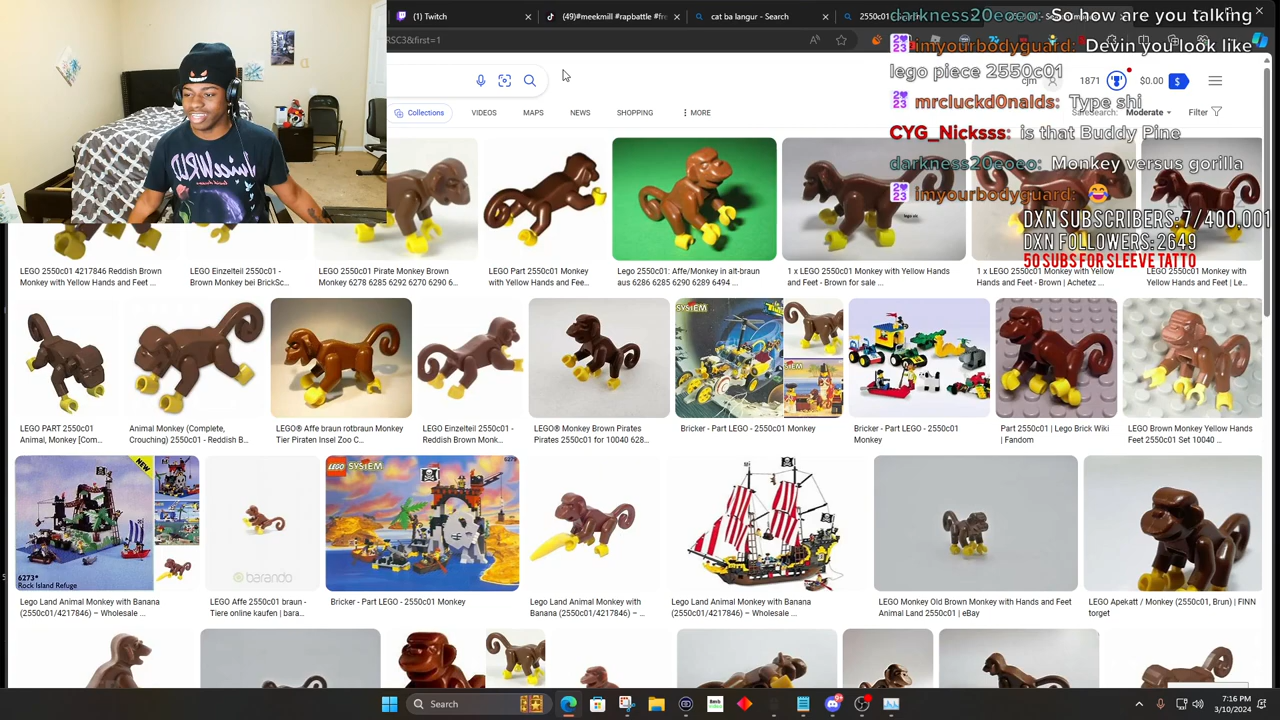 (1) Twitch
(49)#meekmill #rapbattle #fre
cat ba langur - Search
2550c01
RSC3&first=1
darkness20eoeo: So how are you talking
imyourbodyguard: Devin you look like
lego piece 2550c01
cjm
1871
$0.00
mrcluckd0nalds: Type shi
Collections
VIDEOS
MAPS
NEWS
SHOPPING
MORE
SafeSearch: Moderate
Filter
CYG_Nicksss: is that Buddy Pine
darkness20eoeo: Monkey versus gorilla
imyourbodyguard: 😂
DXN SUBSCRIBERS: 7/400,001
DXN FOLLOWERS: 2649
50 SUBS FOR SLEEVE TATTO
LEGO 2550c01 4217846 Reddish Brown
Monkey with Yellow Hands and Feet ...
LEGO Einzelteil 2550c01 -
Brown Monkey bei BrickSc...
LEGO 2550c01 Pirate Monkey Brown
Monkey 6278 6285 6292 6270 6290 6...
LEGO Part 2550c01 Monkey
with Yellow Hands and Fee...
Lego 2550c01: Affe/Monkey in alt-braun
aus 6286 6285 6290 6289 6494 ...
1 x LEGO 2550c01 Monkey with Yellow Hands
and Feet - Brown for sale ...
1 x LEGO 2550c01 Monkey with Yellow
Hands and Feet - Brown | Achetez ...
LEGO 2550c01 Monkey with
Yellow Hands and Feet | Le...
LEGO PART 2550c01
Animal, Monkey [Com...
Animal Monkey (Complete,
Crouching) 2550c01 - Reddish B...
LEGO® Affe braun rotbraun Monkey
Tier Piraten Insel Zoo C...
LEGO Einzelteil 2550c01 -
Reddish Brown Monk...
LEGO® Monkey Brown Pirates
Pirates 2550c01 for 10040 628...
SYSTEM
Bricker - Part LEGO - 2550c01 Monkey
Bricker - Part LEGO - 2550c01
Monkey
Part 2550c01 | Lego Brick Wiki
| Fandom
LEGO Brown Monkey Yellow Hands
Feet 2550c01 Set 10040 ...
NEW
6273*
Rock Island Refuge
Lego Land Animal Monkey with Banana
(2550c01/4217846) – Wholesale ...
barando
LEGO Affe 2550c01 braun -
Tiere online kaufen | bara...
LEGO SYSTEM
6279
Bricker - Part LEGO - 2550c01 Monkey
Lego Land Animal Monkey with Banana
(2550c01/4217846) – ...
Lego Land Animal Monkey with Banana
(2550c01/4217846) – Wholesale ...
LEGO Monkey Old Brown Monkey with Hands and Feet
Animal Land 2550c01 | eBay
LEGO Apekatt / Monkey (2550c01, Brun) | FINN
torget
Search
7:16 PM
3/10/2024